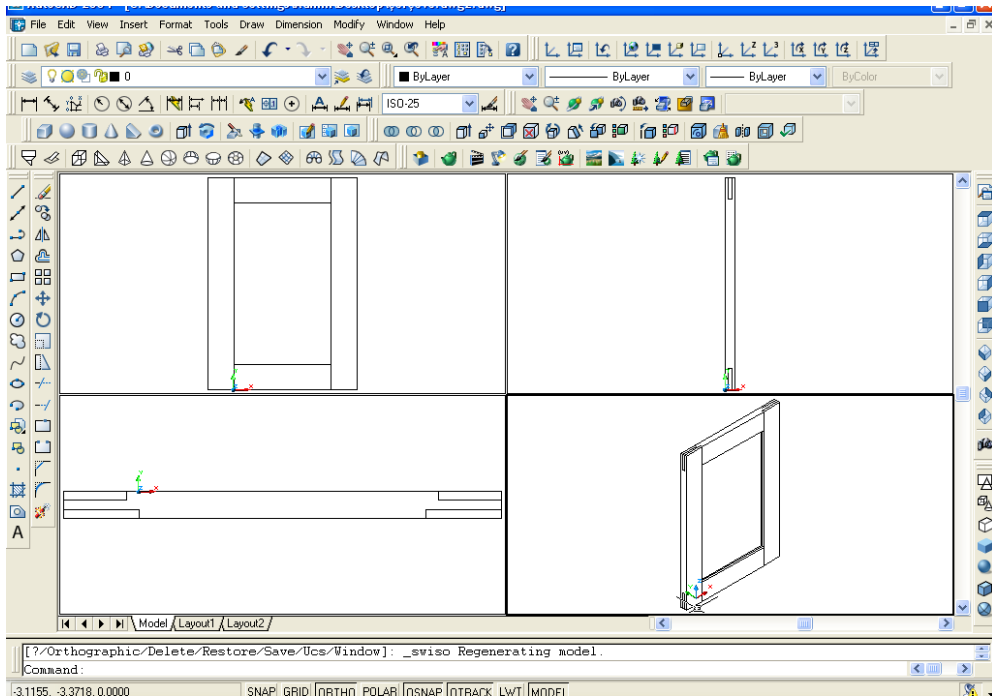 File Edit View Insert Format Tools Draw Dimension Modify Window Help
0 ByLayer ByLayer ByLayer ByColor
ISO-25
Model Layout1 Layout2
[?/Orthographic/Delete/Restore/Save/Ucs/Window]: _swiso Regenerating model.
Command:
-3.1155, -3.3718, 0.0000 SNAP GRID ORTHO POLAR OSNAP OTRACK LWT MODEL